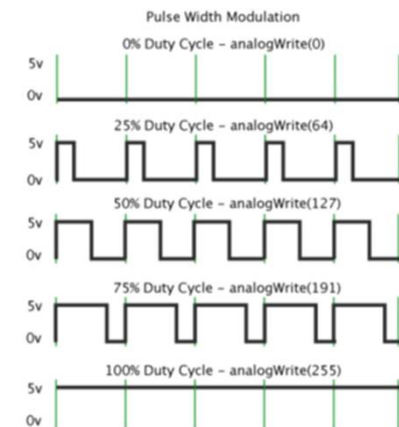 Pulse Width Modulation
0% Duty Cycle – analogWrite(0)
5v
0v
25% Duty Cycle – analogWrite(64)
5v
0v
50% Duty Cycle – analogWrite(127)
5v
0v
75% Duty Cycle – analogWrite(191)
5v
0v
100% Duty Cycle – analogWrite(255)
5v
0v